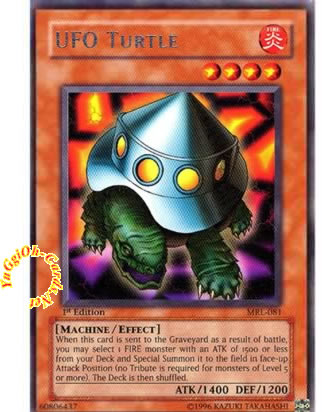 UFO TURTLE
FIRE
炎
YuGgiOh-CardsArt
1st Edition
MRL-081
[MACHINE / EFFECT]
When this card is sent to the Graveyard as a result of battle,
you may select 1 FIRE monster with an ATK of 1500 or less
from your Deck and Special Summon it to the field in face-up
Attack Position (no Tribute is required for monsters of Level 5
or more). The Deck is then shuffled.
ATK/1400 DEF/1200
60806437
©1996 KAZUKI TAKAHASHI